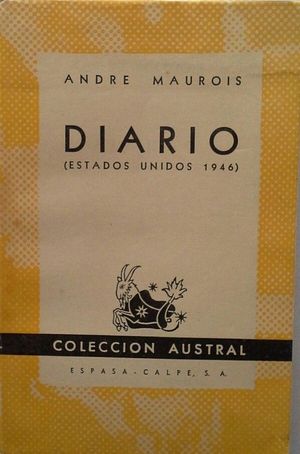 ANDRE MAUROIS
DIARIO
(ESTADOS UNIDOS 1946)
COLECCION AUSTRAL
ESPASA - CALPE, S. A.